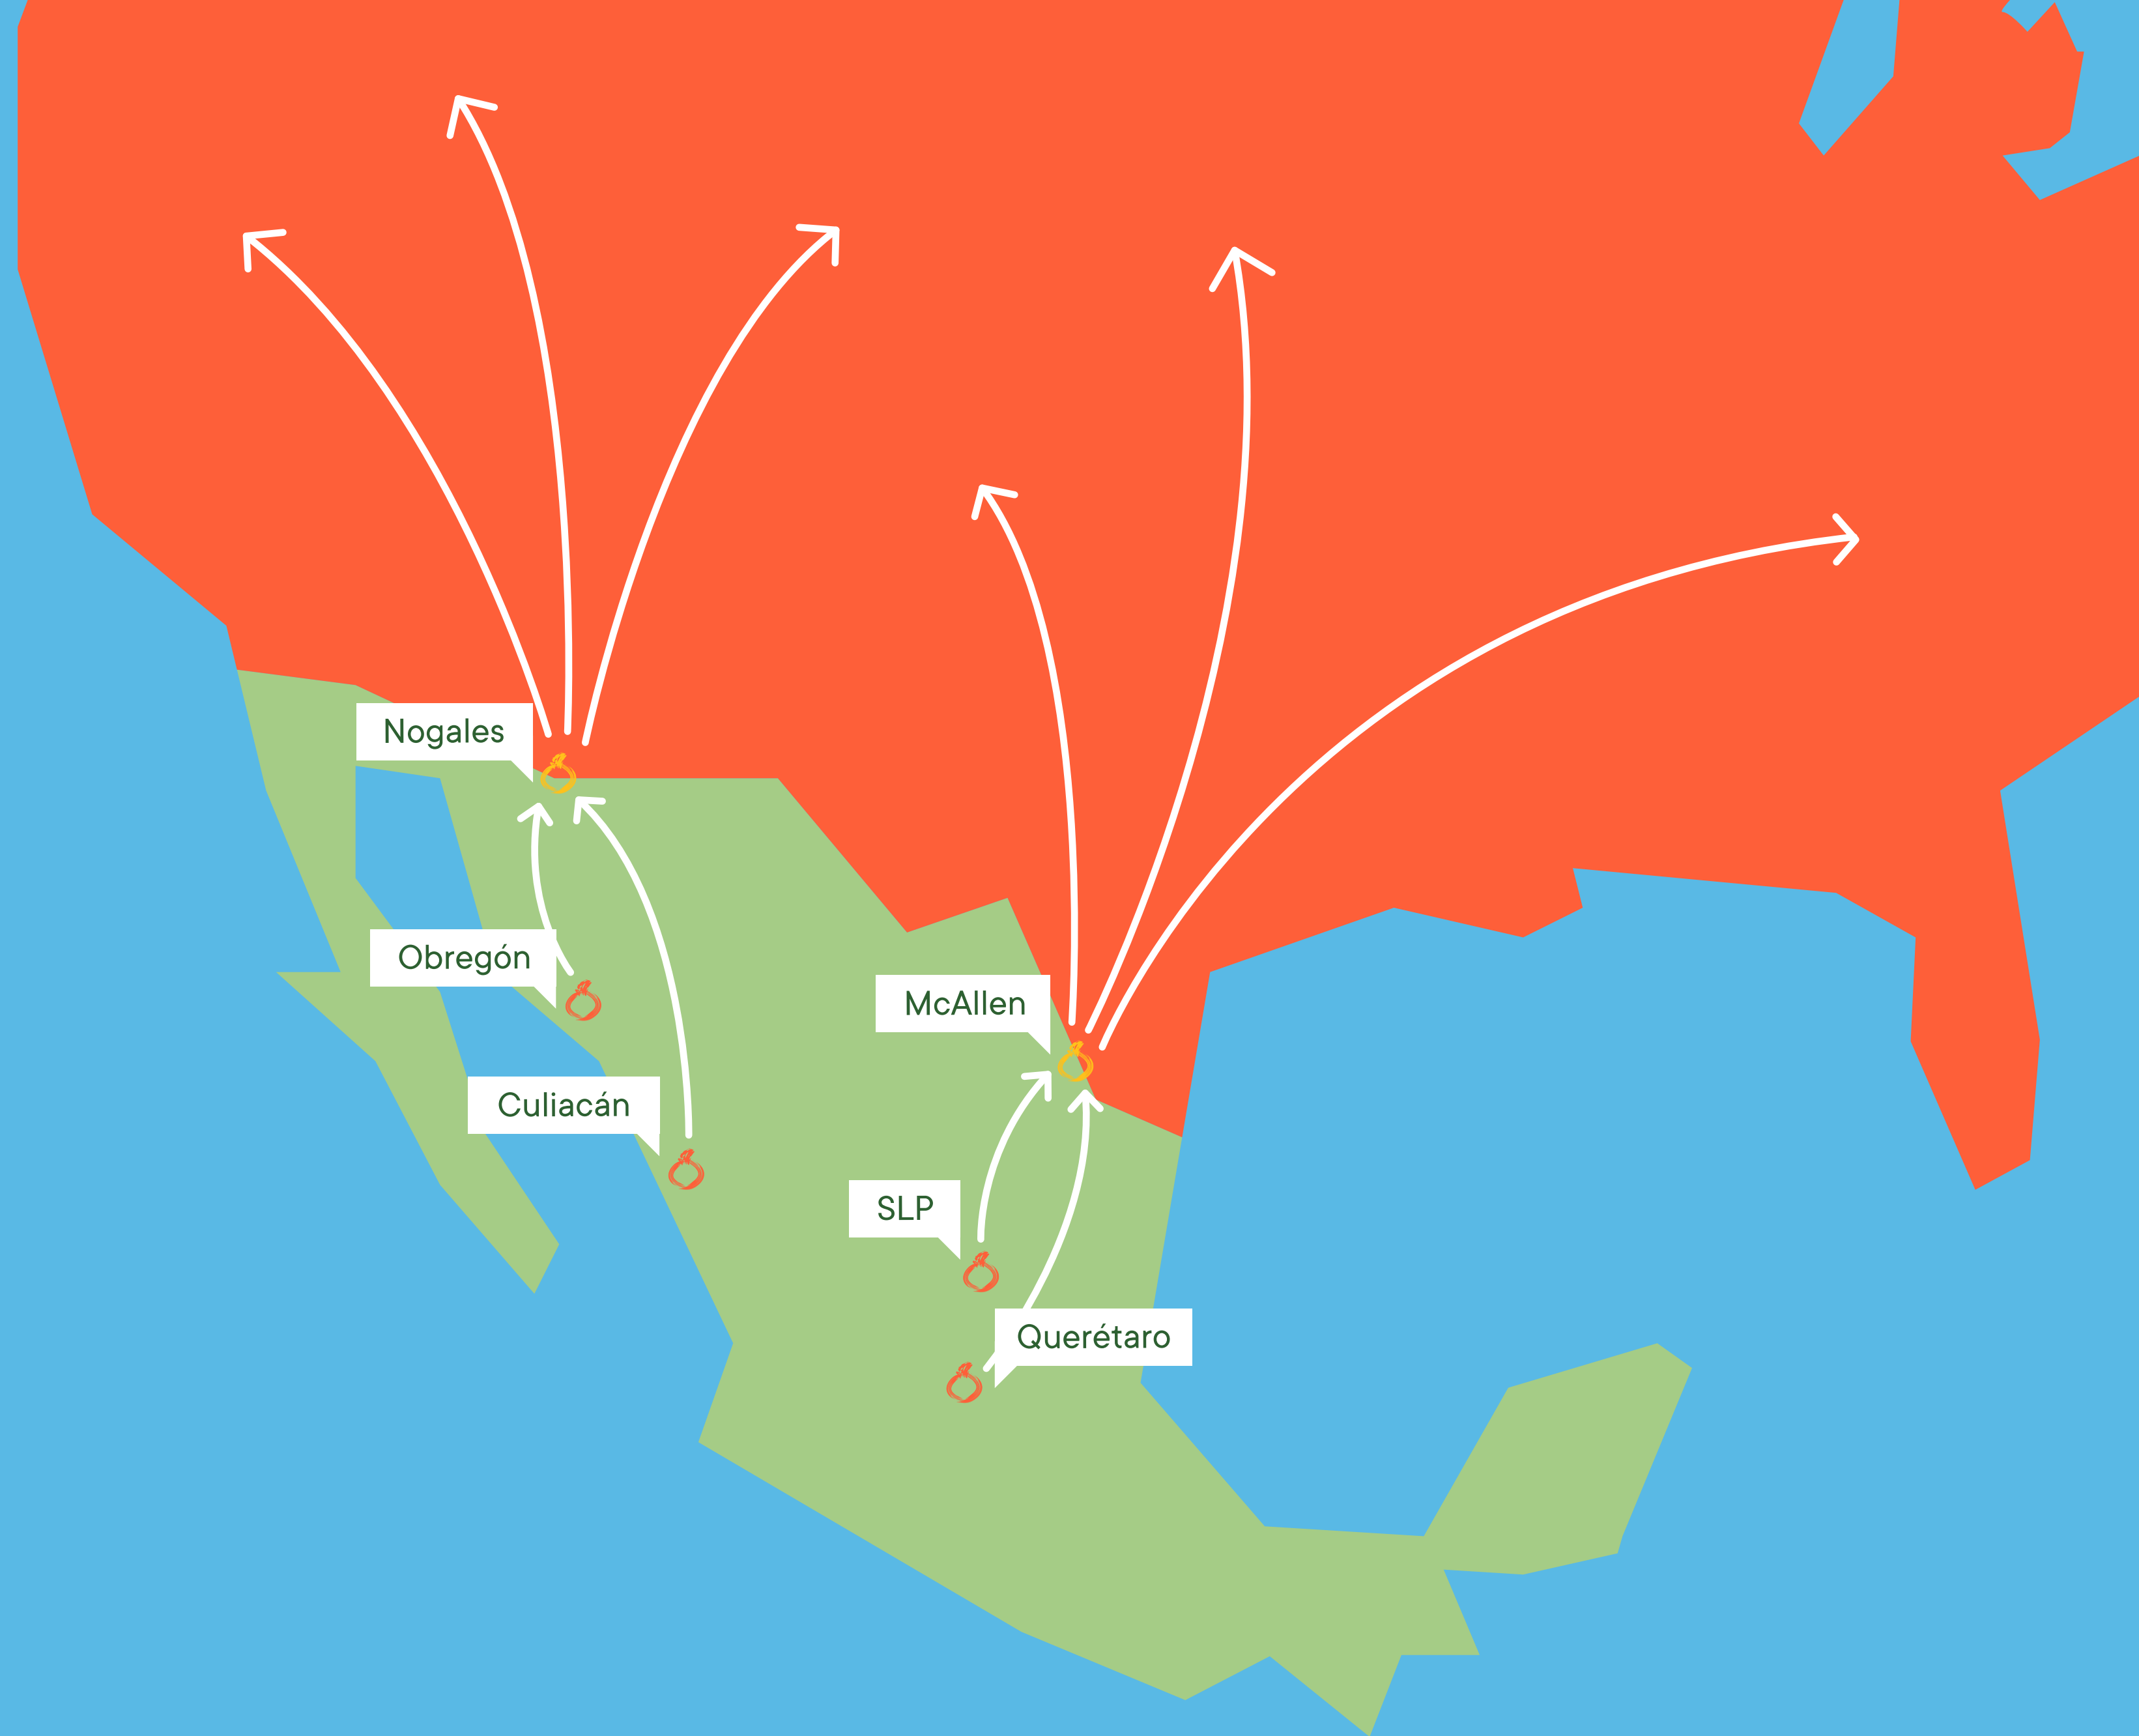 Nogales
Obregón
McAllen
Culiacán
SLP
Querétaro